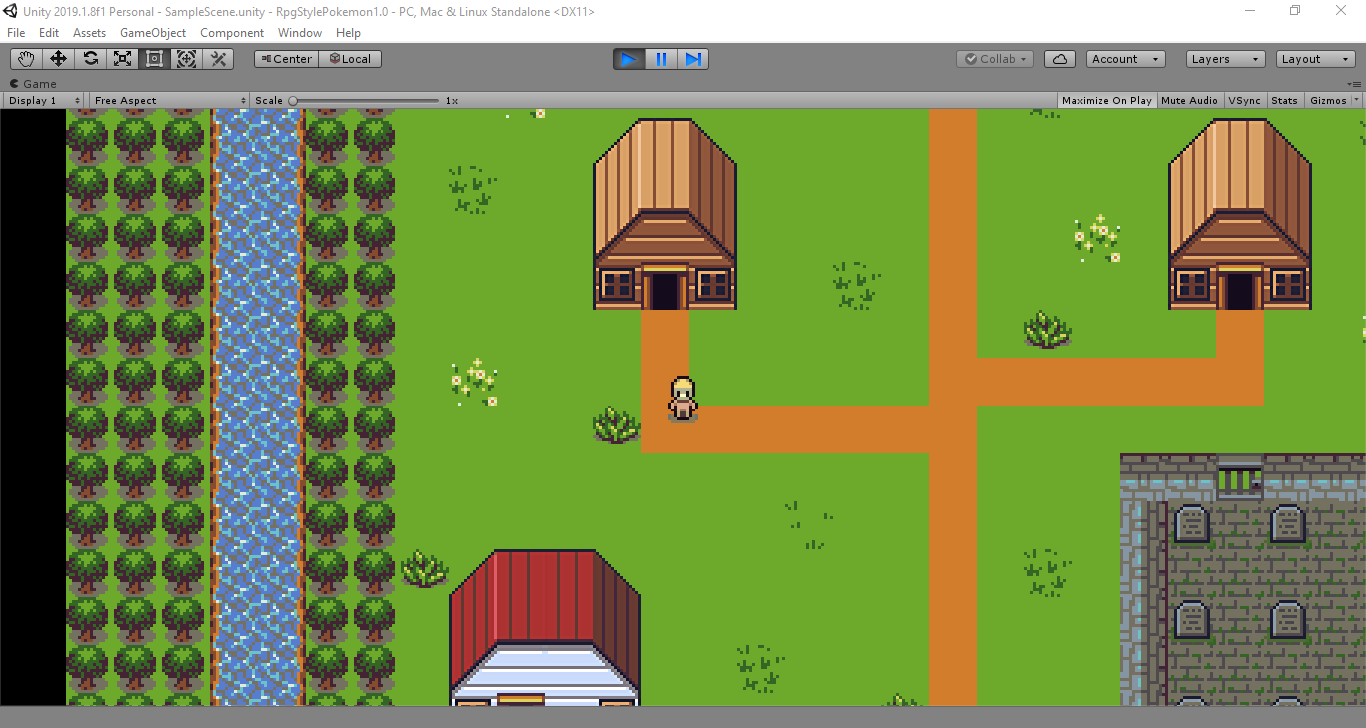 Unity 2019.1.8f1 Personal - SampleScene.unity - RpgStylePokemon1.0 - PC, Mac & Linux Standalone <DX11>
File Edit Assets GameObject Component Window Help
Center Local Collab Account Layers Layout
Game
Display 1 Free Aspect Scale 1x Maximize On Play Mute Audio VSync Stats Gizmos